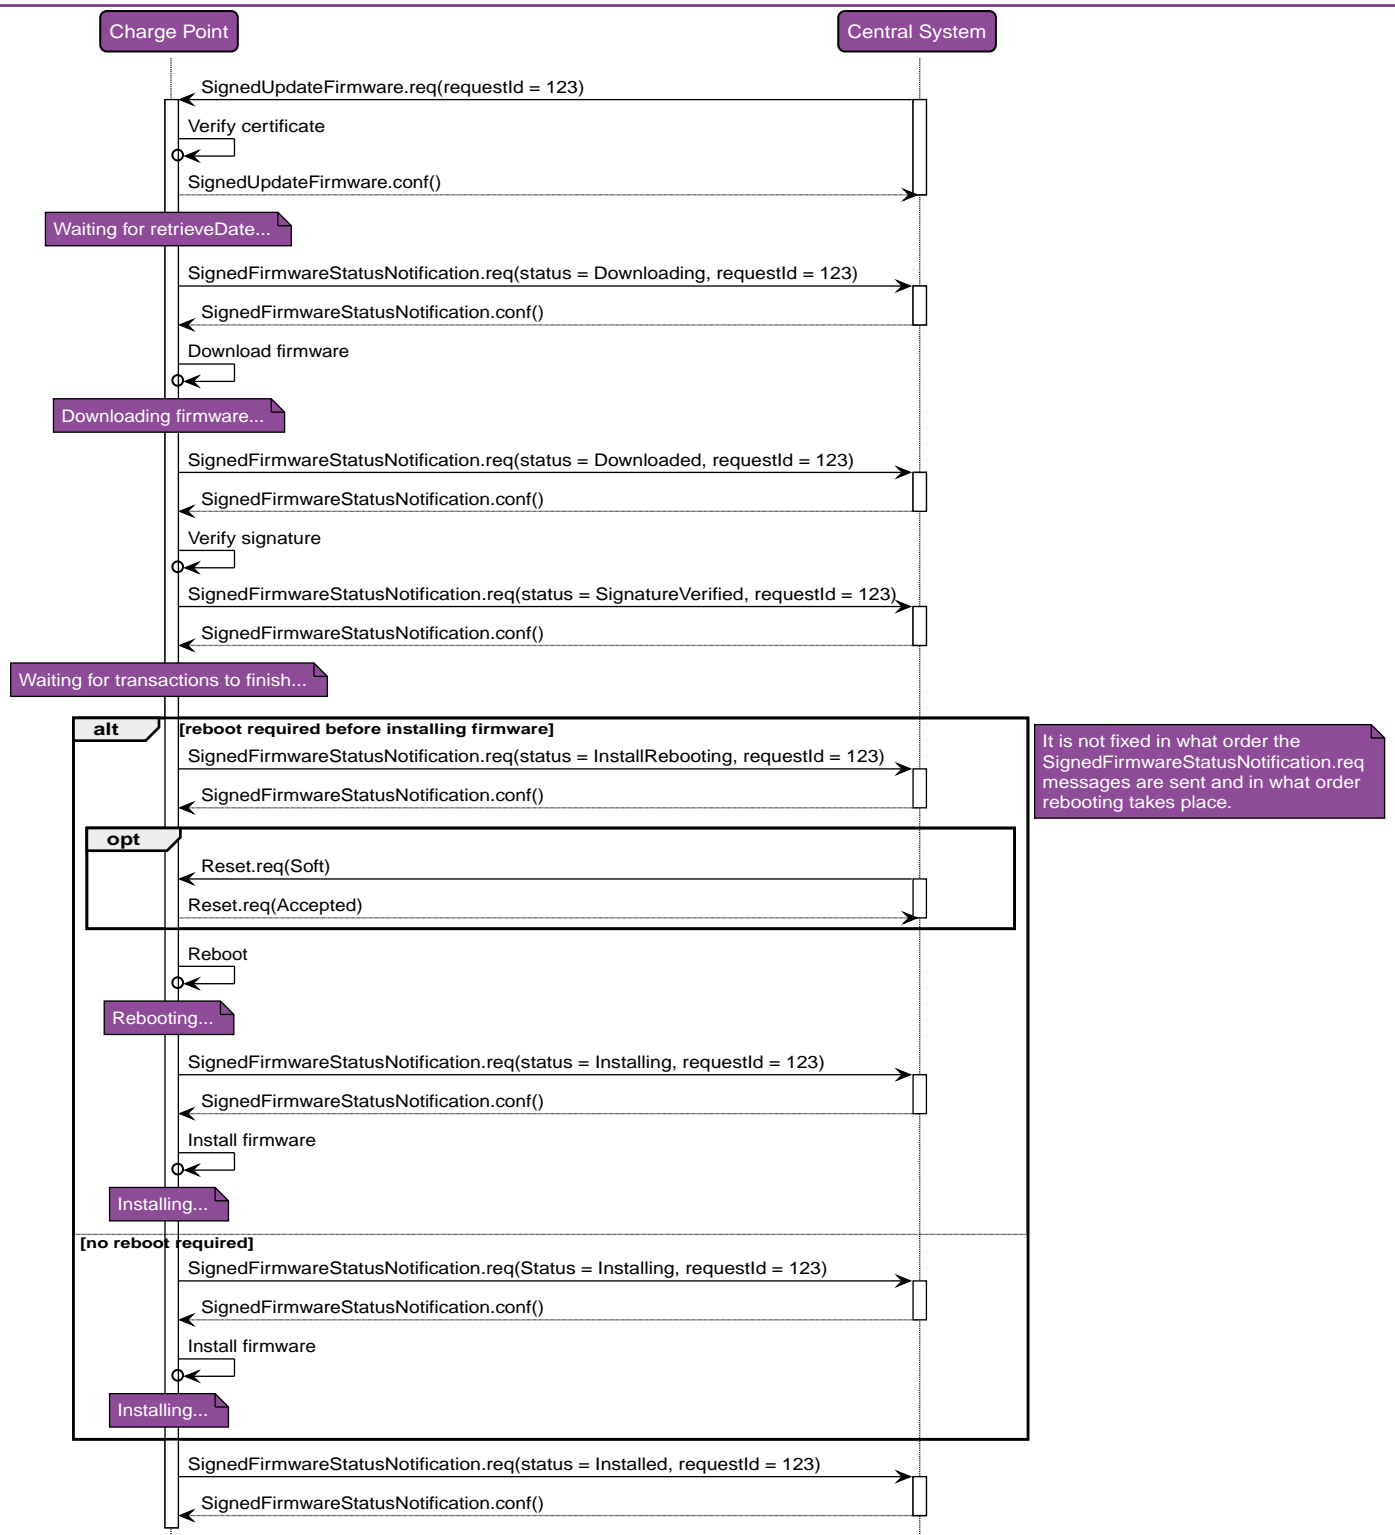 Charge Point
Central System
SignedUpdateFirmware.req(requestId = 123)
Verify certificate
SignedUpdateFirmware.conf()
Waiting for retrieveDate...
SignedFirmwareStatusNotification.req(status = Downloading, requestId = 123)
SignedFirmwareStatusNotification.conf()
Download firmware
Downloading firmware...
SignedFirmwareStatusNotification.req(status = Downloaded, requestId = 123)
SignedFirmwareStatusNotification.conf()
Verify signature
SignedFirmwareStatusNotification.req(status = SignatureVerified, requestId = 123)
SignedFirmwareStatusNotification.conf()
Waiting for transactions to finish...
alt
[reboot required before installing firmware]
SignedFirmwareStatusNotification.req(status = InstallRebooting, requestId = 123)
SignedFirmwareStatusNotification.conf()
It is not fixed in what order the
SignedFirmwareStatusNotification.req
messages are sent and in what order
rebooting takes place.
opt
Reset.req(Soft)
Reset.req(Accepted)
Reboot
Rebooting...
SignedFirmwareStatusNotification.req(status = Installing, requestId = 123)
SignedFirmwareStatusNotification.conf()
Install firmware
Installing...
[no reboot required]
SignedFirmwareStatusNotification.req(Status = Installing, requestId = 123)
SignedFirmwareStatusNotification.conf()
Install firmware
Installing...
SignedFirmwareStatusNotification.req(status = Installed, requestId = 123)
SignedFirmwareStatusNotification.conf()